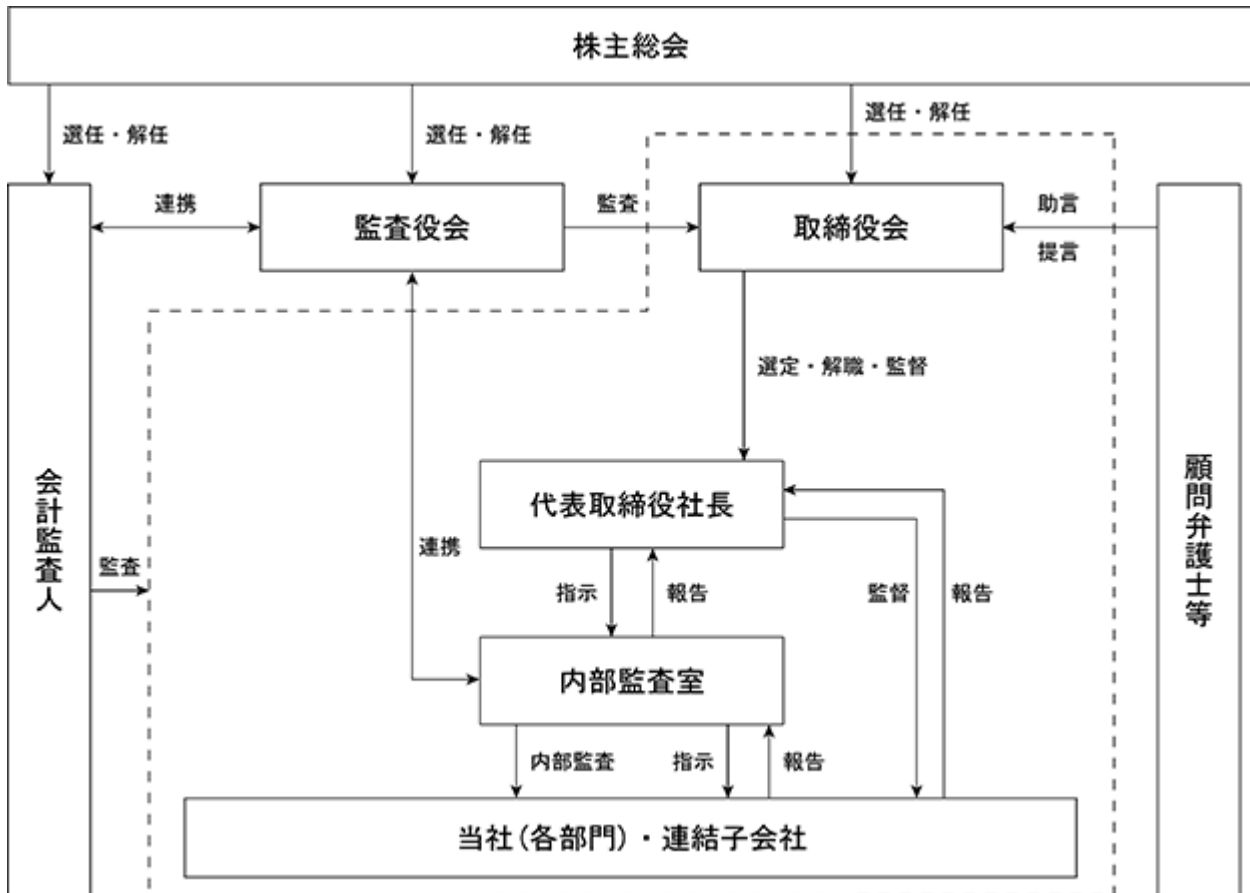 株主総会
選任・解任
選任・解任
選任・解任
連携
監査役会
監査
取締役会
助言
提言
選定・解職・監督
会計監査人
監査
顧問弁護士等
代表取締役社長
連携
指示
報告
監督
報告
内部監査室
内部監査
指示
報告
当社(各部門)・連結子会社